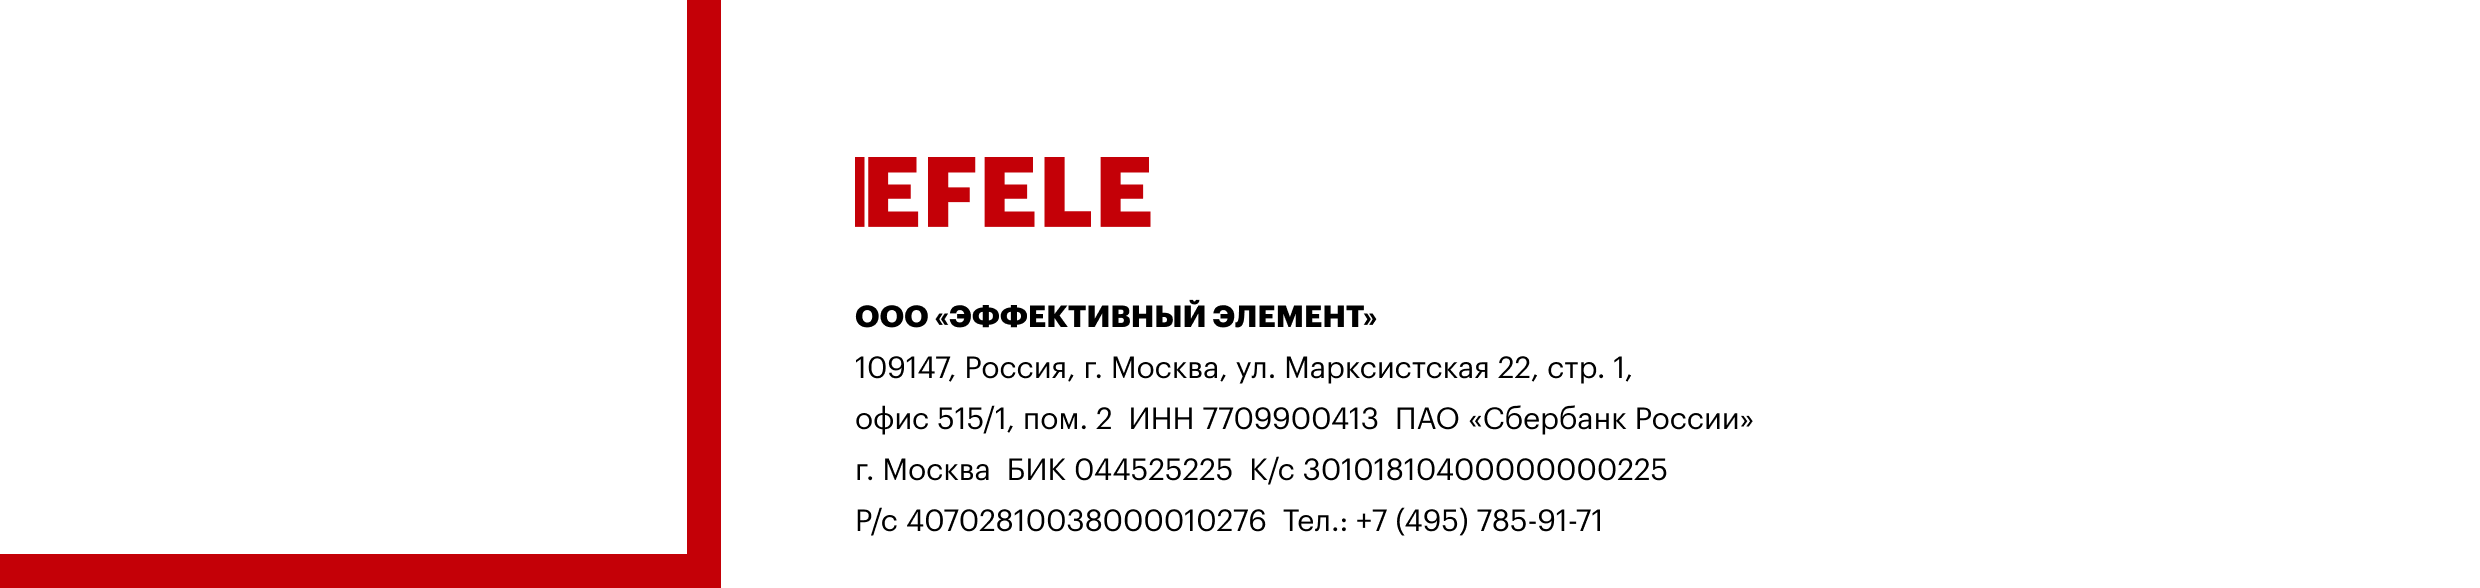 EFELE
ООО «ЭФФЕКТИВНЫЙ ЭЛЕМЕНТ»
109147, Россия, г. Москва, ул. Марксистская 22, стр. 1,
офис 515/1, пом. 2 ИНН 7709900413 ПАО «Сбербанк России»
г. Москва БИК 044525225 К/с 30101810400000000225
Р/с 40702810038000010276 Тел.: +7 (495) 785-91-71